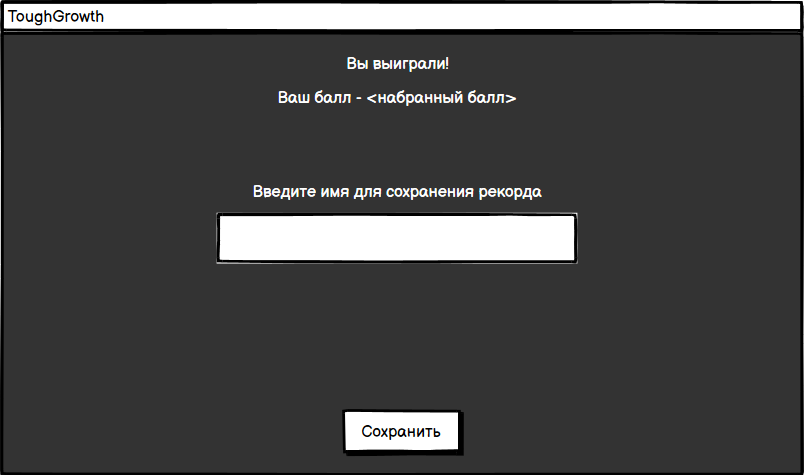 ToughGrowth
Вы выиграли!
Ваш балл - <набранный балл>
Введите имя для сохранения рекорда
Сохранить